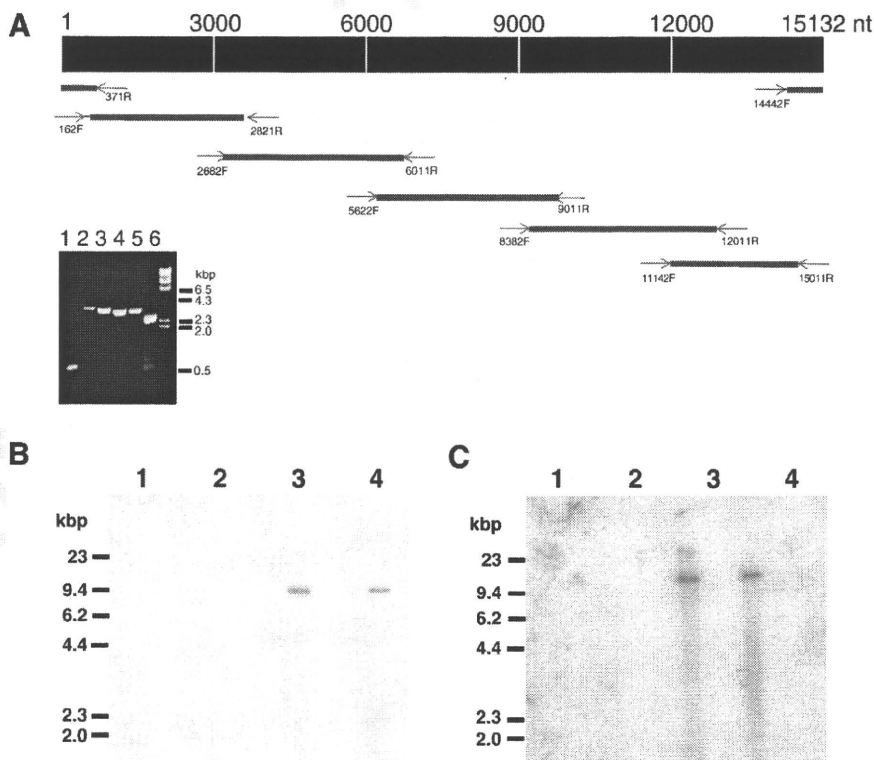 A
1 3000 6000 9000 12000 15132 nt
371R
14442F
162F
2821R
2682F
6011R
5622F
9011R
8382F
12011R
11142F
15011R
1 2 3 4 5 6
kbp
6.5
4.3
2.3
2.0
0.5
B
1 2 3 4
kbp
23
9.4
6.2
4.4
2.3
2.0
C
1 2 3 4
kbp
23
9.4
6.2
4.4
2.3
2.0